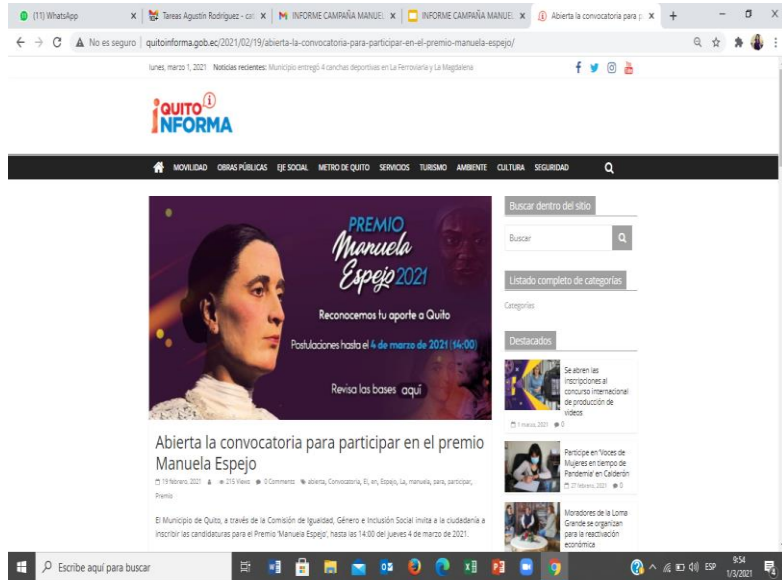 (11) WhatsApp
Tareas Agustín Rodríguez - cal
INFORME CAMPAÑA MANUEL
INFORME CAMPAÑA MANUEL
Abierta la convocatoria para p
No es seguro
quitoinforma.gob.ec/2021/02/19/abierta-la-convocatoria-para-participar-en-el-premio-manuela-espejo/
lunes, marzo 1, 2021 Noticias recientes: Municipio entregó 4 canchas deportivas en La Ferroviaria y La Magdalena
QUITO
INFORMA
MOVILIDAD OBRAS PÚBLICAS EJE SOCIAL METRO DE QUITO SERVICIOS TURISMO AMBIENTE CULTURA SEGURIDAD
PREMIO
Manuela
Espejo 2021
Reconocemos tu aporte a Quito
Postulaciones hasta el 4 de marzo de 2021 (14:00)
Revisa las bases aquí
Abierta la convocatoria para participar en el premio
Manuela Espejo
19 febrero, 2021 215 Views 0 Comments abierta, Convocatoria, El, en, Espejo, La, manuela, para, participar,
Premio
El Municipio de Quito, a través de la Comisión de Igualdad, Género e Inclusión Social invita a la ciudadanía a
inscribir las candidaturas para el Premio 'Manuela Espejo', hasta las 14:00 del jueves 4 de marzo de 2021.
Buscar dentro del sitio
Buscar
Listado completo de categorías
Categorías
Destacados
Se abren las
inscripciones al
concurso internacional
de producción de
videos
1 marzo, 2021 0
Participe en 'Voces de
Mujeres en tiempo de
Pandemia' en Calderón
27 febrero, 2021 0
Moradores de la Loma
Grande se organizan
para la reactivación
económica
Escribe aquí para buscar
ESP
9:54
1/3/2021